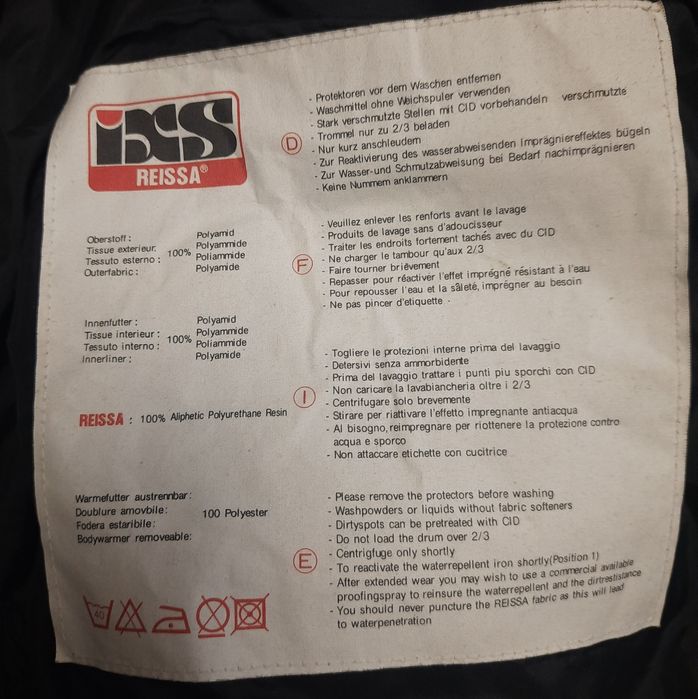 iXS
REISSA®
Oberstoff : Polyamid
Tissue exterieur: 100% Polyammide
Tessuto esterno : Poliammide
Outerfabric : Polyamide
Innenfutter : Polyamid
Tissue interieur : 100% Polyammide
Tessuto interno : Poliammide
Innerliner : Polyamide
REISSA : 100% Aliphetic Polyurethane Resin
Warmefutter austrennbar:
Doublure amovbile: 100 Polyester
Fodera estaribile:
Bodywarmer removeable:
40
D
- Protektoren vor dem Waschen entfernen
- Waschmittel ohne Weichspuler verwenden
- Stark verschmutzte Stellen mit CID vorbehandeln verschmutzte
- Trommel nur zu 2/3 beladen
- Nur kurz anschleudern
- Zur Reaktivierung des wasserabweisenden Imprägniereffektes bügeln
- Zur Wasser-und Schmutzabweisung bei Bedarf nachimprägnieren
- Keine Nummem anklammern
F
- Veuillez enlever les renforts avant le lavage
- Produits de lavage sans d'adoucisseur
- Traiter les endroits fortement tachés avec du CID
- Ne charger le tambour qu'aux 2/3
- Faire tourner brièvement
- Repasser pour réactiver l'effet impregné résistant à l'eau
- Pour repousser l'eau et la sâleté, imprégner au besoin
- Ne pas pincer d'etiquette -
I
- Togliere le protezioni interne prima del lavaggio
- Detersivi senza ammorbidente
- Prima del lavaggio trattare i punti piu sporchi con CID
- Non caricare la lavabiancheria oltre i 2/3
- Centrifugare solo brevemente
- Stirare per riattivare l'effetto impregnante antiacqua
- Al bisogno,reimpregnare per riottenere la protezione contro
acqua e sporco
- Non attaccare etichette con cucitrice
E
- Please remove the protectors before washing
- Washpowders or liquids without fabric softeners
- Dirtyspots can be pretreated with CID
- Do not load the drum over 2/3
- Centrigfuge only shortly
- To reactivate the waterrepellent iron shortly(Position 1)
- After extended wear you may wish to use a commercial available
proofingspray to reinsure the waterrepellent and the dirtresistance
- You should never puncture the REISSA fabric as this will lead
to waterpenetration